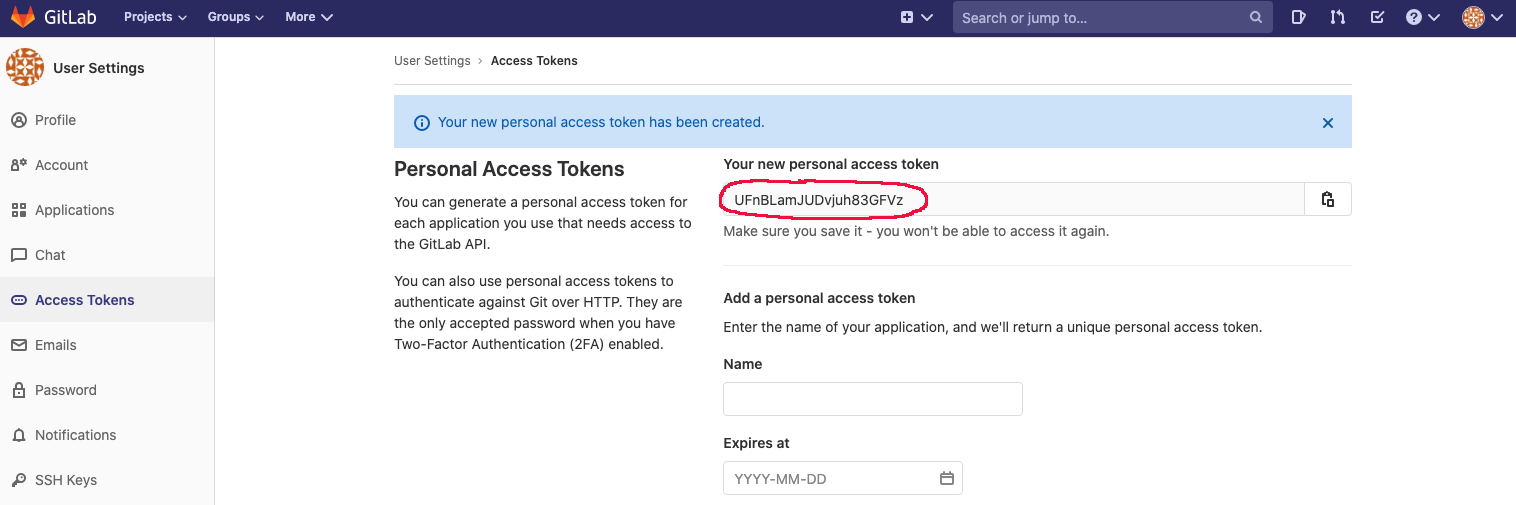 GitLab Projects Groups More Search or jump to...
User Settings
Profile
Account
Applications
Chat
Access Tokens
Emails
Password
Notifications
SSH Keys
User Settings › Access Tokens
Your new personal access token has been created.
Personal Access Tokens
You can generate a personal access token for
each application you use that needs access to
the GitLab API.
You can also use personal access tokens to
authenticate against Git over HTTP. They are
the only accepted password when you have
Two-Factor Authentication (2FA) enabled.
Your new personal access token
UFnBLamJUDvjuh83GFVz
Make sure you save it - you won't be able to access it again.
Add a personal access token
Enter the name of your application, and we'll return a unique personal access token.
Name
Expires at
YYYY-MM-DD